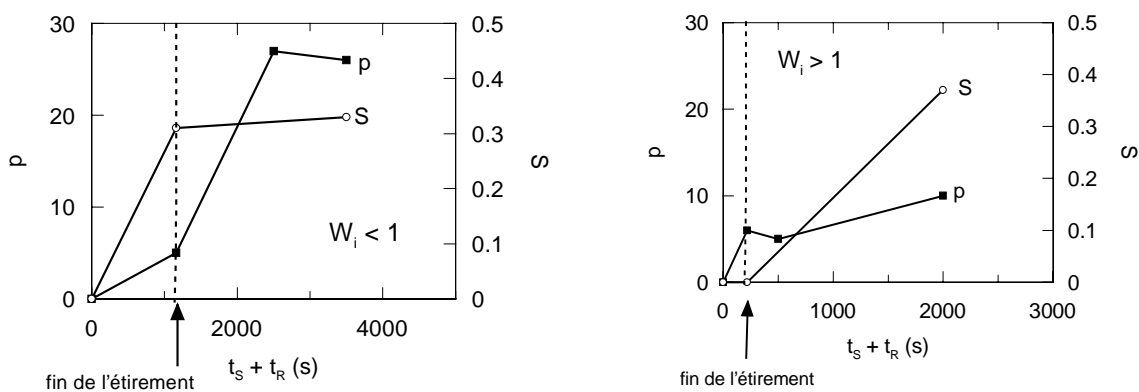 30
20
10
0
p
0.5
0.4
0.3
0.2
0.1
0
S
p
S
W_i < 1
0 2000 4000
t_S + t_R (s)
fin de l'étirement
30
20
10
0
p
0.5
0.4
0.3
0.2
0.1
0
S
W_i > 1
S
p
0 1000 2000 3000
t_S + t_R (s)
fin de l'étirement